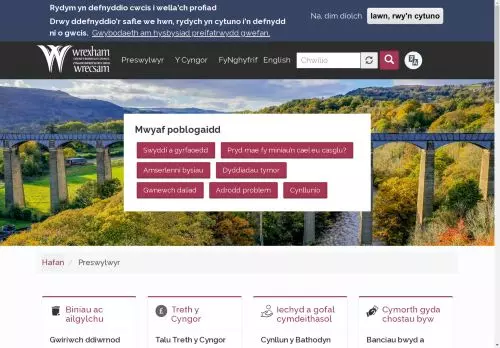 Rydym yn defnyddio cwcis i wella'ch profiad
Drwy ddefnyddio'r safle we hwn, rydych yn cytuno i'n defnydd
ni o gwcis. Gwybodaeth am hysbysiad preifatrwydd gwefan.
Na, dim diolch
Iawn, rwy'n cytuno
wrexham
wrecsam
Preswylwyr
Y Cyngor
FyNghyfrif
English
Chwilio
Mwyaf poblogaidd
Swyddi a gyrfaoedd
Pryd mae fy miniau'n cael eu casglu?
Amserlenni bysiau
Dyddiadau tymor
Gwnewch daliad
Adrodd problem
Cynllunio
Hafan / Preswylwyr
Biniau ac
ailgylchu
Gwiriwch ddiwrnod
Treth y
Cyngor
Talu Treth y Cyngor
Iechyd a gofal
cymdeithasol
Cynllun y Bathodyn
Cymorth gyda
chostau byw
Banciau bwyd a